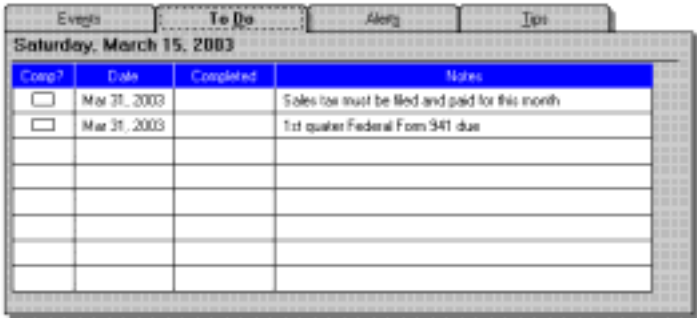 Events To Do Alerts Tips
Saturday, March 15, 2003
Comp? Date Completed Notes
Mar 31, 2003 Sales tax must be filed and paid for this month
Mar 31, 2003 1st quater Federal Form 941 due